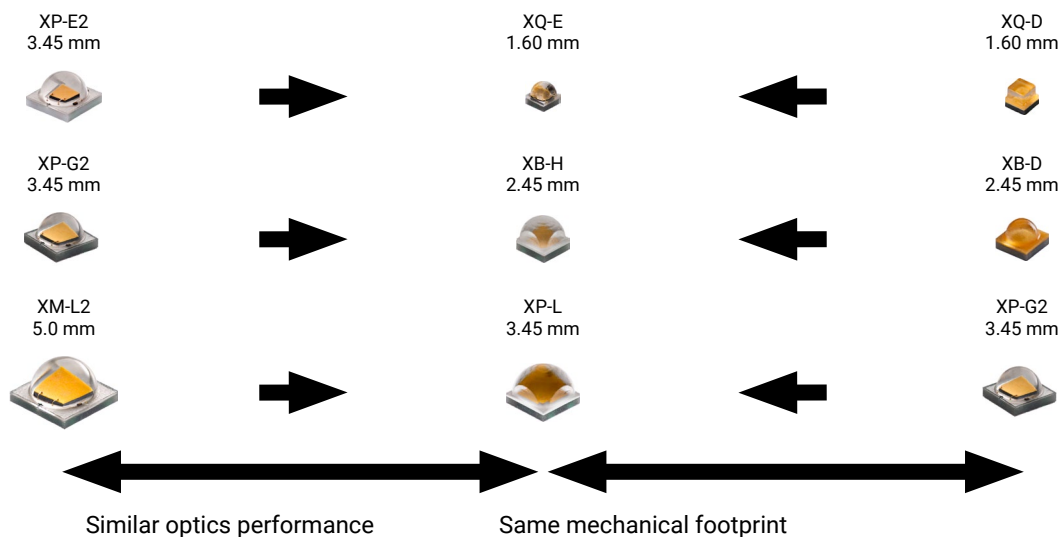 XP-E2
3.45 mm
XQ-E
1.60 mm
XQ-D
1.60 mm
XP-G2
3.45 mm
XB-H
2.45 mm
XB-D
2.45 mm
XM-L2
5.0 mm
XP-L
3.45 mm
XP-G2
3.45 mm
Similar optics performance
Same mechanical footprint